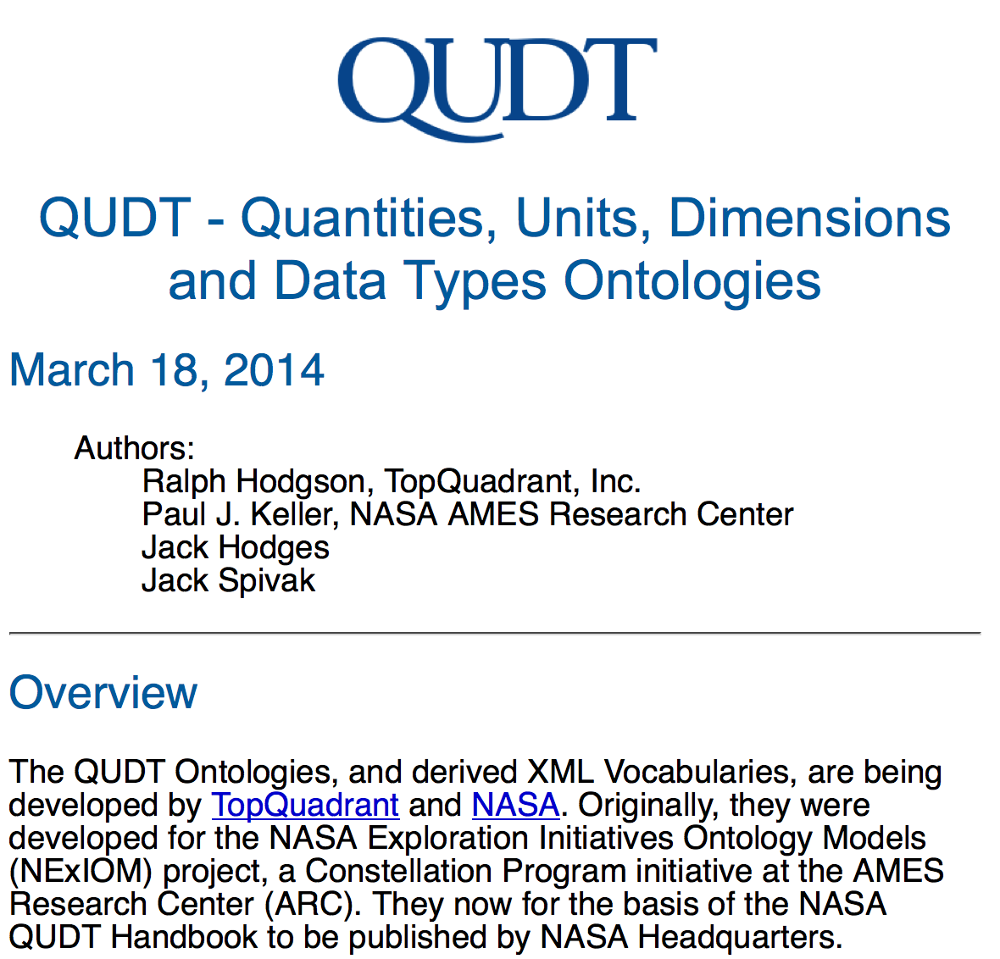 QUDT
QUDT - Quantities, Units, Dimensions
and Data Types Ontologies
March 18, 2014
Authors:
Ralph Hodgson, TopQuadrant, Inc.
Paul J. Keller, NASA AMES Research Center
Jack Hodges
Jack Spivak
Overview
The QUDT Ontologies, and derived XML Vocabularies, are being
developed by TopQuadrant and NASA. Originally, they were
developed for the NASA Exploration Initiatives Ontology Models
(NExIOM) project, a Constellation Program initiative at the AMES
Research Center (ARC). They now for the basis of the NASA
QUDT Handbook to be published by NASA Headquarters.